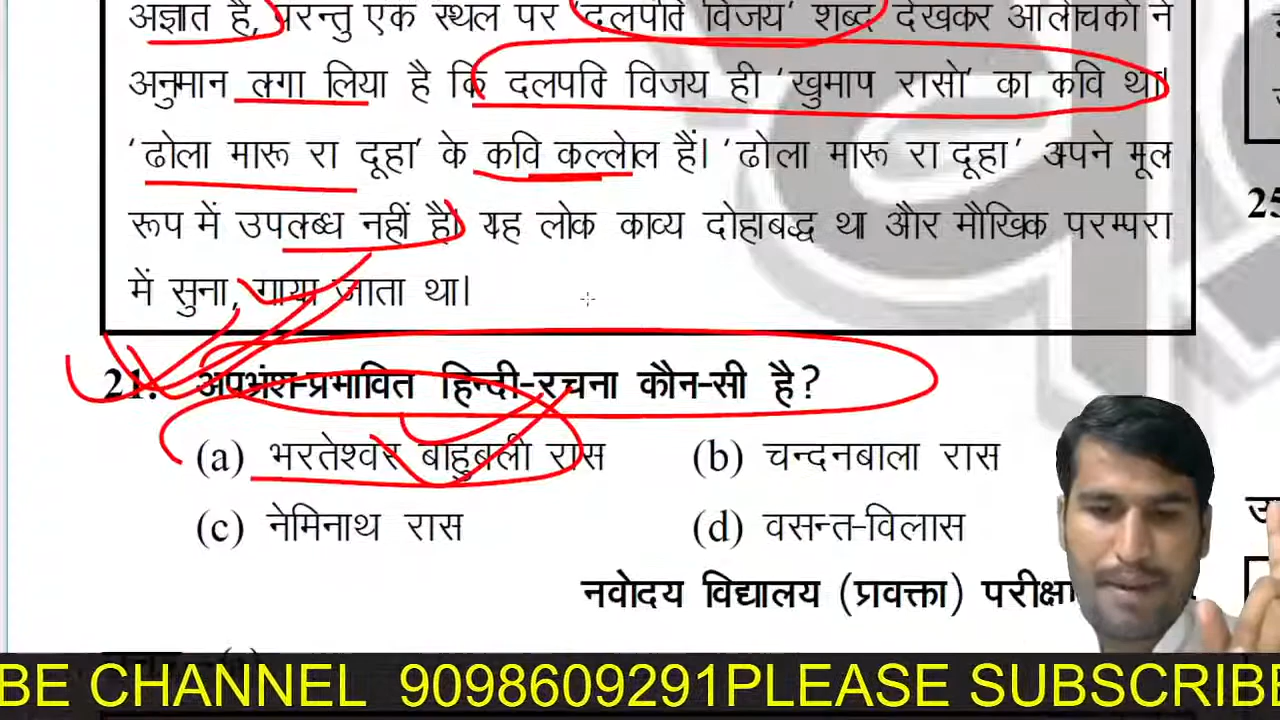 अज्ञात है, परन्तु एक स्थल पर 'दलपति विजय' शब्द देखकर आलोचकों ने
अनुमान लगा लिया है कि दलपति विजय ही 'खुमाण रासो' का कवि था।
'ढोला मारू रा दूहा' के कवि कल्लोल हैं। 'ढोला मारू रा दूहा' अपने मूल
रूप में उपलब्ध नहीं है। यह लोक काव्य दोहाबद्ध था और मौखिक परम्परा
में सुना, गाया जाता था।
21. अपभ्रंश-प्रभावित हिन्दी-रचना कौन-सी है?
(a) भरतेश्वर बाहुबली रास (b) चन्दनबाला रास
(c) नेमिनाथ रास (d) वसन्त-विलास
नवोदय विद्यालय (प्रवक्ता) परीक्षा
25
BE CHANNEL 9098609291PLEASE SUBSCRIBE